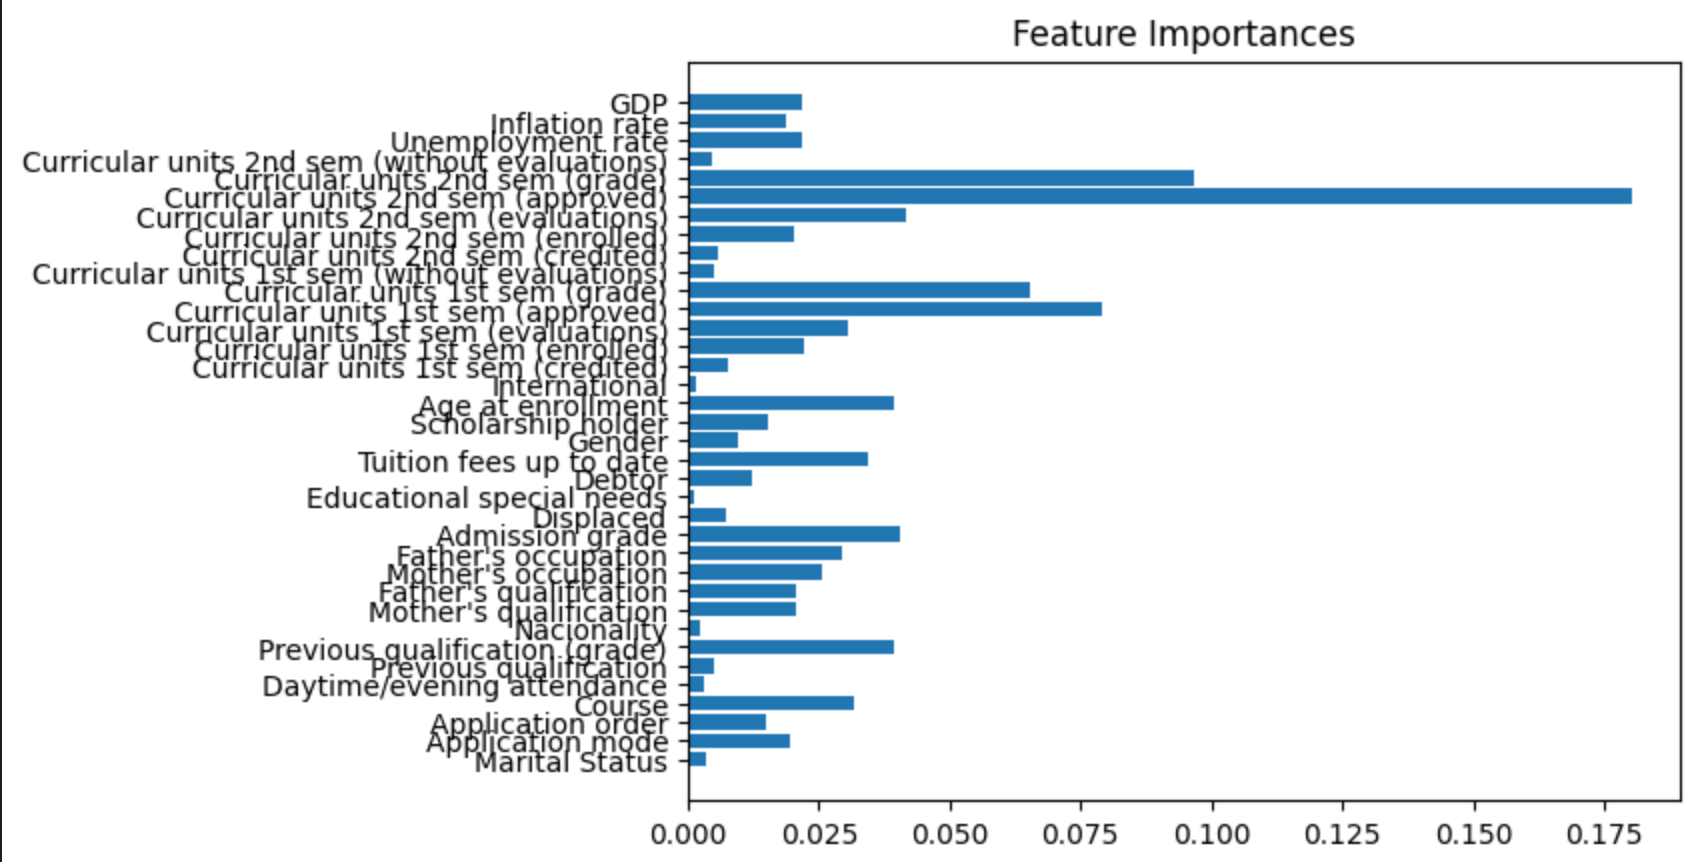 Feature Importances
GDP
Inflation rate
Unemployment rate
Curricular units 2nd sem (without evaluations)
Curricular units 2nd sem (grade)
Curricular units 2nd sem (approved)
Curricular units 2nd sem (evaluations)
Curricular units 2nd sem (enrolled)
Curricular units 2nd sem (credited)
Curricular units 1st sem (without evaluations)
Curricular units 1st sem (grade)
Curricular units 1st sem (approved)
Curricular units 1st sem (evaluations)
Curricular units 1st sem (enrolled)
Curricular units 1st sem (credited)
International
Age at enrollment
Scholarship holder
Gender
Tuition fees up to date
Debtor
Educational special needs
Displaced
Admission grade
Father's occupation
Mother's occupation
Father's qualification
Mother's qualification
Nacionality
Previous qualification (grade)
Previous qualification
Daytime/evening attendance
Course
Application order
Application mode
Marital Status
0.000 0.025 0.050 0.075 0.100 0.125 0.150 0.175